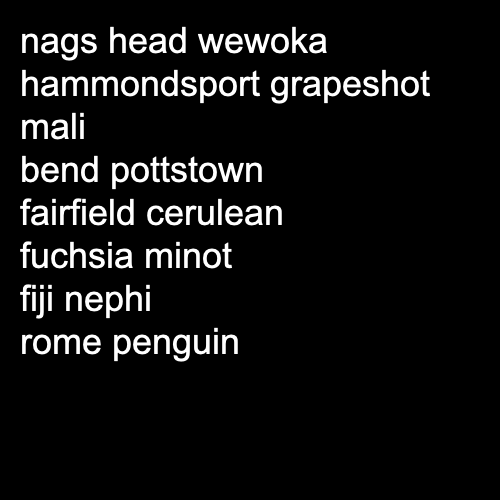 nags head wewoka
hammondsport grapeshot
mali
bend pottstown
fairfield cerulean
fuchsia minot
fiji nephi
rome penguin